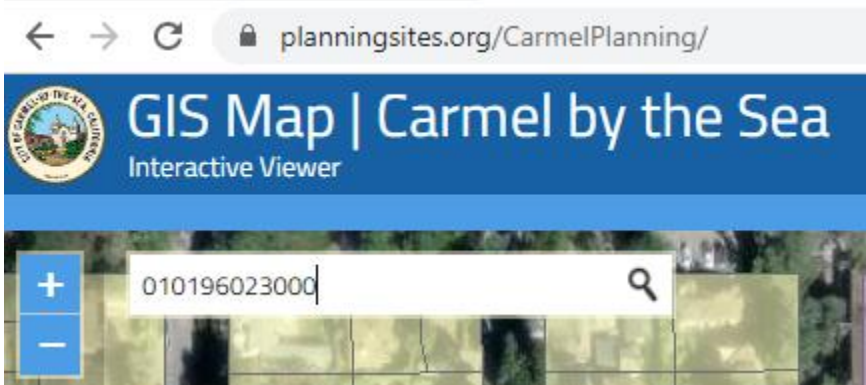 planningsites.org/CarmelPlanning/
GIS Map | Carmel by the Sea
Interactive Viewer
+
010196023000
−